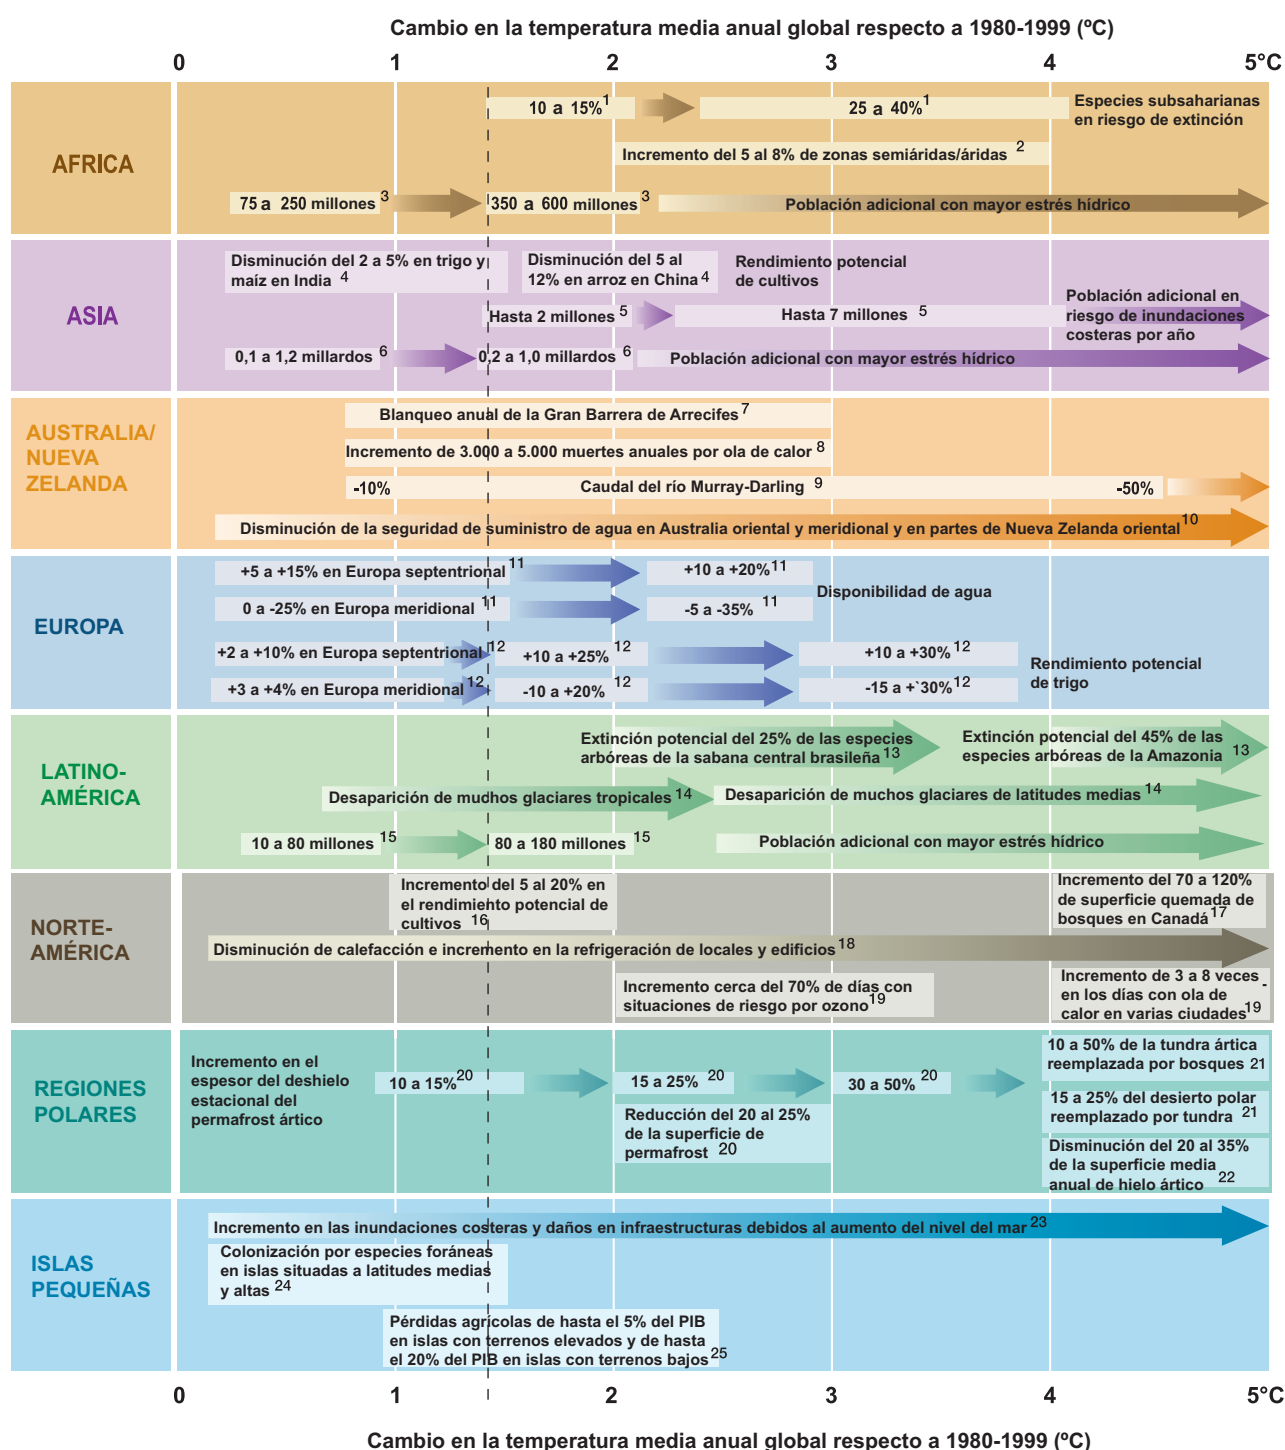 Cambio en la temperatura media anual global respecto a 1980-1999 (ºC)
0 1 2 3 4 5°C
AFRICA
10 a 15%1
25 a 40%1
Especies subsaharianas
en riesgo de extinción
Incremento del 5 al 8% de zonas semiáridas/áridas 2
75 a 250 millones 3
350 a 600 millones 3
Población adicional con mayor estrés hídrico
ASIA
Disminución del 2 a 5% en trigo y
maíz en India 4
Disminución del 5 al
12% en arroz en China 4
Rendimiento potencial
de cultivos
Hasta 2 millones 5
Hasta 7 millones 5
Población adicional en
riesgo de inundaciones
costeras por año
0,1 a 1,2 millardos 6
0,2 a 1,0 millardos 6
Población adicional con mayor estrés hídrico
AUSTRALIA/
NUEVA
ZELANDA
Blanqueo anual de la Gran Barrera de Arrecifes 7
Incremento de 3.000 a 5.000 muertes anuales por ola de calor 8
-10%
Caudal del río Murray-Darling 9
-50%
Disminución de la seguridad de suministro de agua en Australia oriental y meridional y en partes de Nueva Zelanda oriental 10
EUROPA
+5 a +15% en Europa septentrional 11
+10 a +20% 11
0 a -25% en Europa meridional 11
-5 a -35% 11
Disponibilidad de agua
+2 a +10% en Europa septentrional 12
+10 a +25% 12
+10 a +30% 12
+3 a +4% en Europa meridional 12
-10 a +20% 12
-15 a +`30% 12
Rendimiento potencial
de trigo
LATINO-
AMÉRICA
Extinción potencial del 25% de las especies
arbóreas de la sabana central brasileña 13
Extinción potencial del 45% de las
especies arbóreas de la Amazonia 13
Desaparición de muchos glaciares tropicales 14
Desaparición de muchos glaciares de latitudes medias 14
10 a 80 millones 15
80 a 180 millones 15
Población adicional con mayor estrés hídrico
NORTE-
AMÉRICA
Incremento del 5 al 20% en
el rendimiento potencial de
cultivos 16
Incremento del 70 a 120%
de superficie quemada de
bosques en Canadá 17
Disminución de calefacción e incremento en la refrigeración de locales y edificios 18
Incremento cerca del 70% de días con
situaciones de riesgo por ozono 19
Incremento de 3 a 8 veces -
en los días con ola de
calor en varias ciudades 19
REGIONES
POLARES
Incremento en el
espesor del deshielo
estacional del
permafrost ártico
10 a 15% 20
15 a 25% 20
30 a 50% 20
Reducción del 20 al 25%
de la superficie de
permafrost 20
10 a 50% de la tundra ártica
reemplazada por bosques 21
15 a 25% del desierto polar
reemplazado por tundra 21
Disminución del 20 al 35%
de la superficie media
anual de hielo ártico 22
ISLAS
PEQUEÑAS
Incremento en las inundaciones costeras y daños en infraestructuras debidos al aumento del nivel del mar 23
Colonización por especies foráneas
en islas situadas a latitudes medias
y altas 24
Pérdidas agrícolas de hasta el 5% del PIB
en islas con terrenos elevados y de hasta
el 20% del PIB en islas con terrenos bajos 25
0 1 2 3 4 5°C
Cambio en la temperatura media anual global respecto a 1980-1999 (ºC)